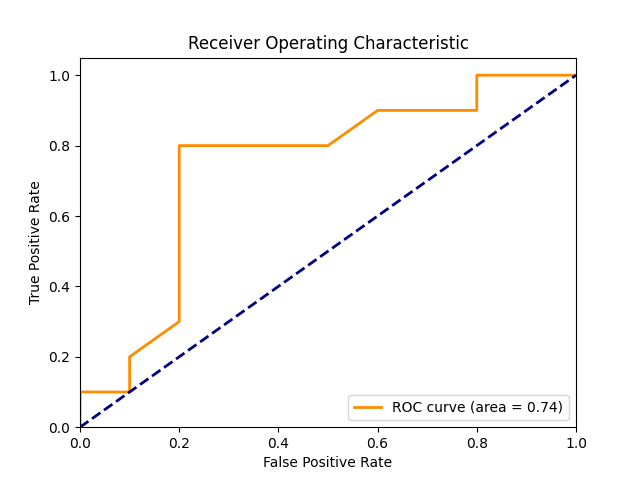 Receiver Operating Characteristic
True Positive Rate
1.0
0.8
0.6
0.4
0.2
0.0
ROC curve (area = 0.74)
0.0 0.2 0.4 0.6 0.8 1.0
False Positive Rate